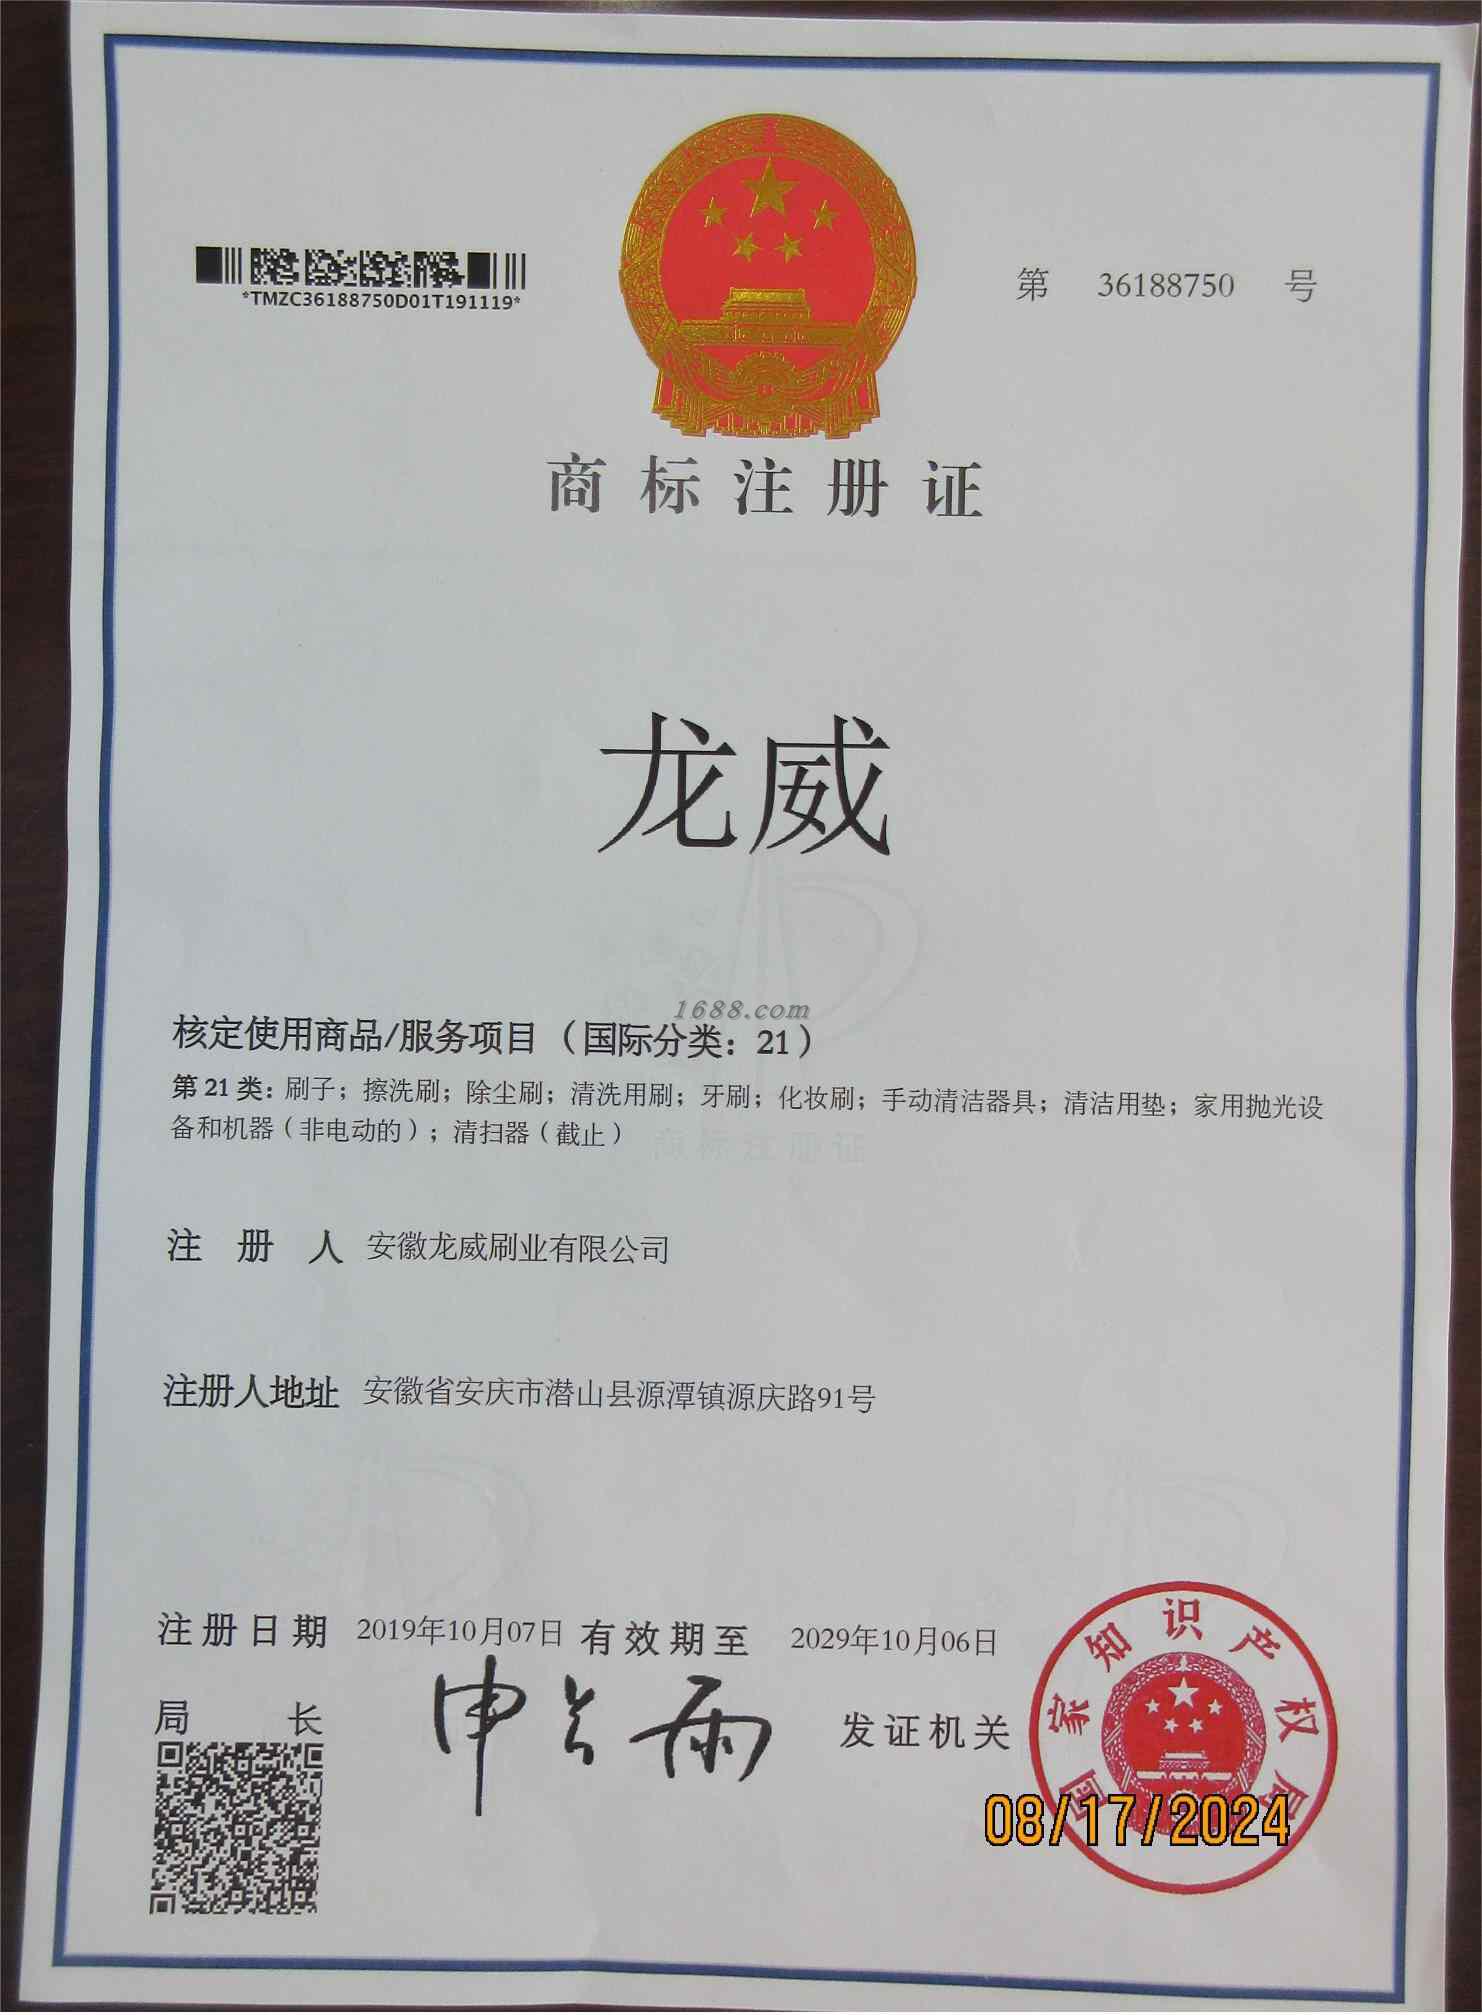 *TMZC36188750D01T191119*
第 36188750 号
商标注册证
龙威
1688.com
核定使用商品/服务项目（国际分类：21）
第 21 类：刷子；擦洗刷；除尘刷；清洗用刷；牙刷；化妆刷；手动清洁器具；清洁用垫；家用抛光设
备和机器（非电动的）；清扫器（截止）
商标注册证
注册人 安徽龙威刷业有限公司
注册人地址 安徽省安庆市潜山县源潭镇源庆路91号
注册日期 2019年10月07日 有效期至 2029年10月06日
局长 申长雨 发证机关
国家知识产权局
08/17/2024